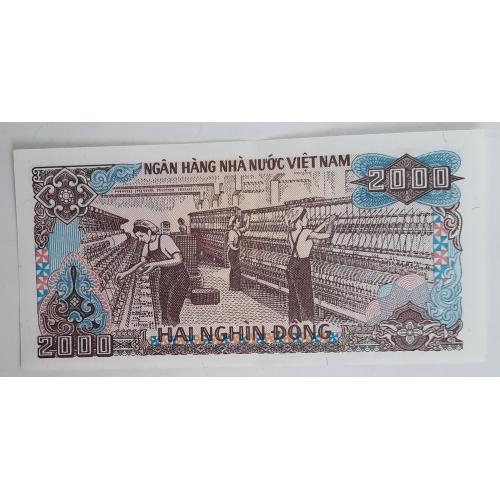 NGÂN HÀNG NHÀ NƯỚC VIỆT NAM
2000
2000
HAI NGHÌN ĐỒNG